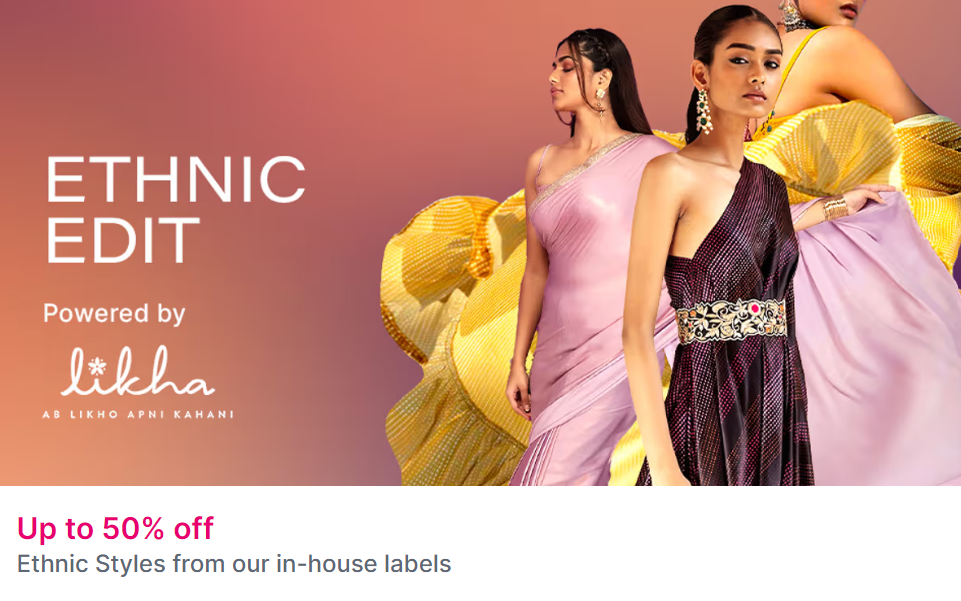 ETHNIC
EDIT
Powered by
likha
AB LIKHO APNI KAHANI
Up to 50% off
Ethnic Styles from our in-house labels